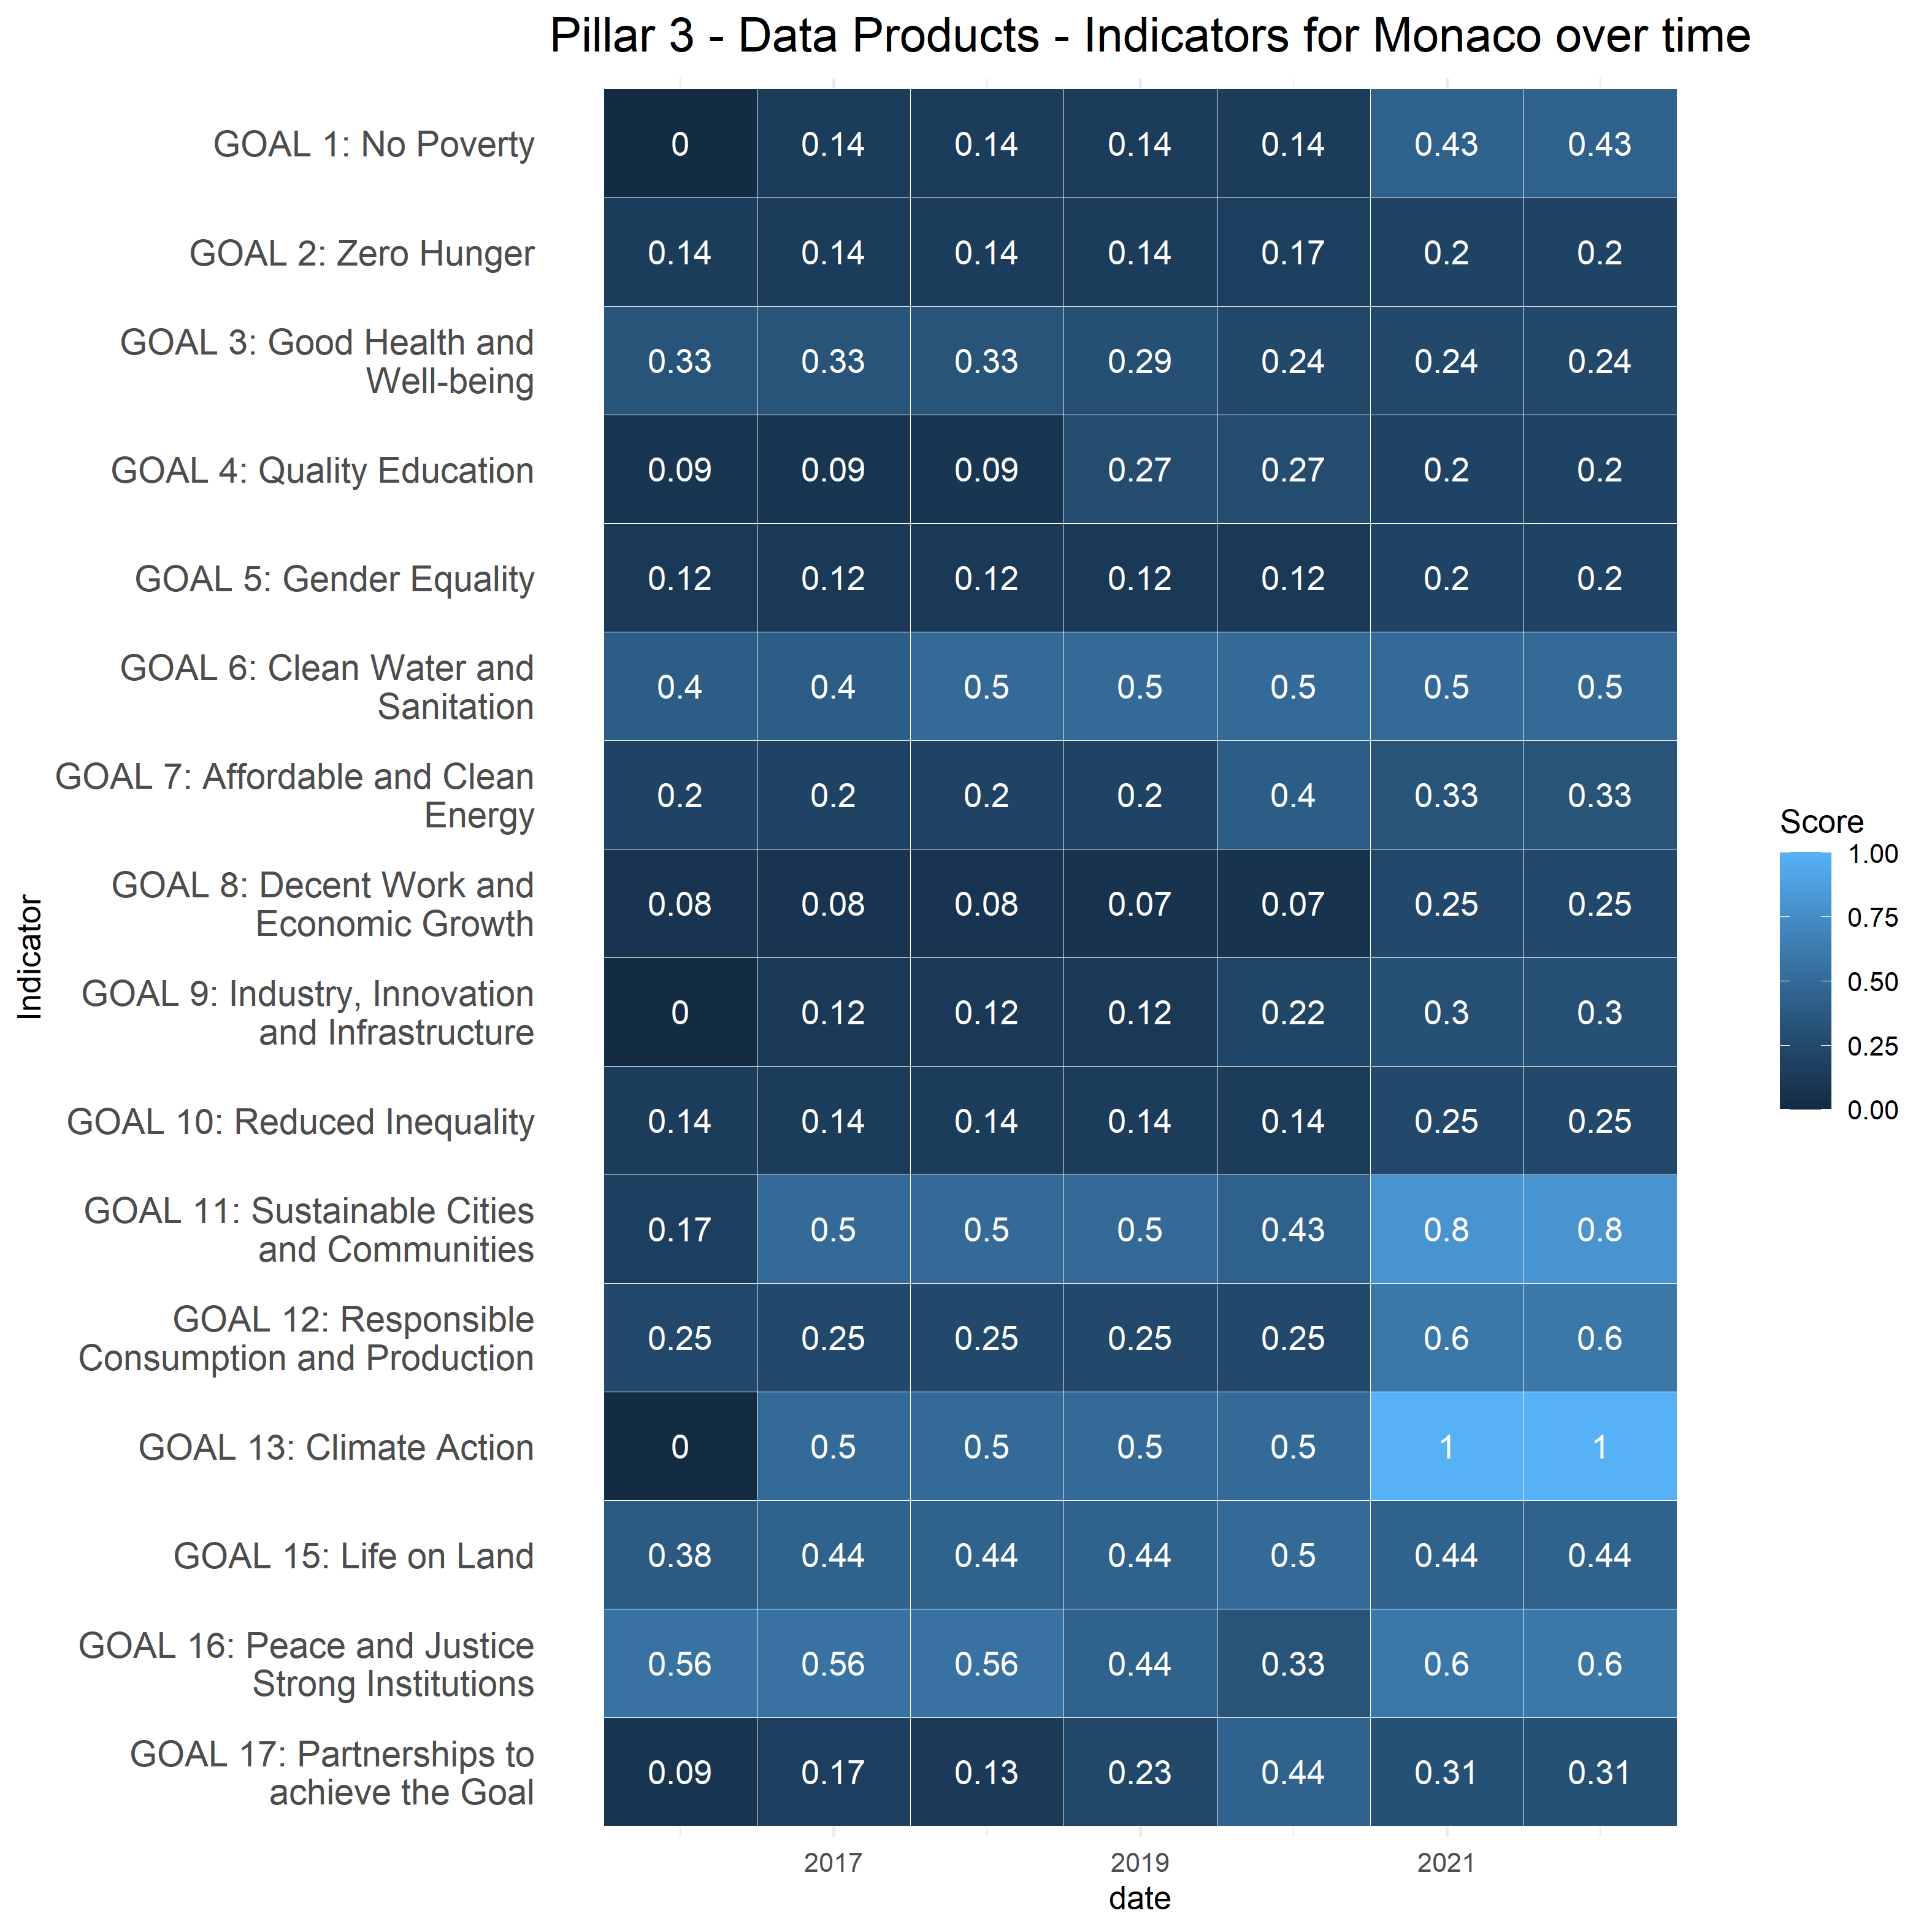 Pillar 3 - Data Products - Indicators for Monaco over time
GOAL 1: No Poverty
0 0.14 0.14 0.14 0.14 0.43 0.43
GOAL 2: Zero Hunger
0.14 0.14 0.14 0.14 0.17 0.2 0.2
GOAL 3: Good Health and
Well-being
0.33 0.33 0.33 0.29 0.24 0.24 0.24
GOAL 4: Quality Education
0.09 0.09 0.09 0.27 0.27 0.2 0.2
GOAL 5: Gender Equality
0.12 0.12 0.12 0.12 0.12 0.2 0.2
GOAL 6: Clean Water and
Sanitation
0.4 0.4 0.5 0.5 0.5 0.5 0.5
GOAL 7: Affordable and Clean
Energy
0.2 0.2 0.2 0.2 0.4 0.33 0.33
GOAL 8: Decent Work and
Economic Growth
0.08 0.08 0.08 0.07 0.07 0.25 0.25
GOAL 9: Industry, Innovation
and Infrastructure
0 0.12 0.12 0.12 0.22 0.3 0.3
GOAL 10: Reduced Inequality
0.14 0.14 0.14 0.14 0.14 0.25 0.25
GOAL 11: Sustainable Cities
and Communities
0.17 0.5 0.5 0.5 0.43 0.8 0.8
GOAL 12: Responsible
Consumption and Production
0.25 0.25 0.25 0.25 0.25 0.6 0.6
GOAL 13: Climate Action
0 0.5 0.5 0.5 0.5 1 1
GOAL 15: Life on Land
0.38 0.44 0.44 0.44 0.5 0.44 0.44
GOAL 16: Peace and Justice
Strong Institutions
0.56 0.56 0.56 0.44 0.33 0.6 0.6
GOAL 17: Partnerships to
achieve the Goal
0.09 0.17 0.13 0.23 0.44 0.31 0.31
2017 2019 2021
date
Indicator
Score
1.00
0.75
0.50
0.25
0.00